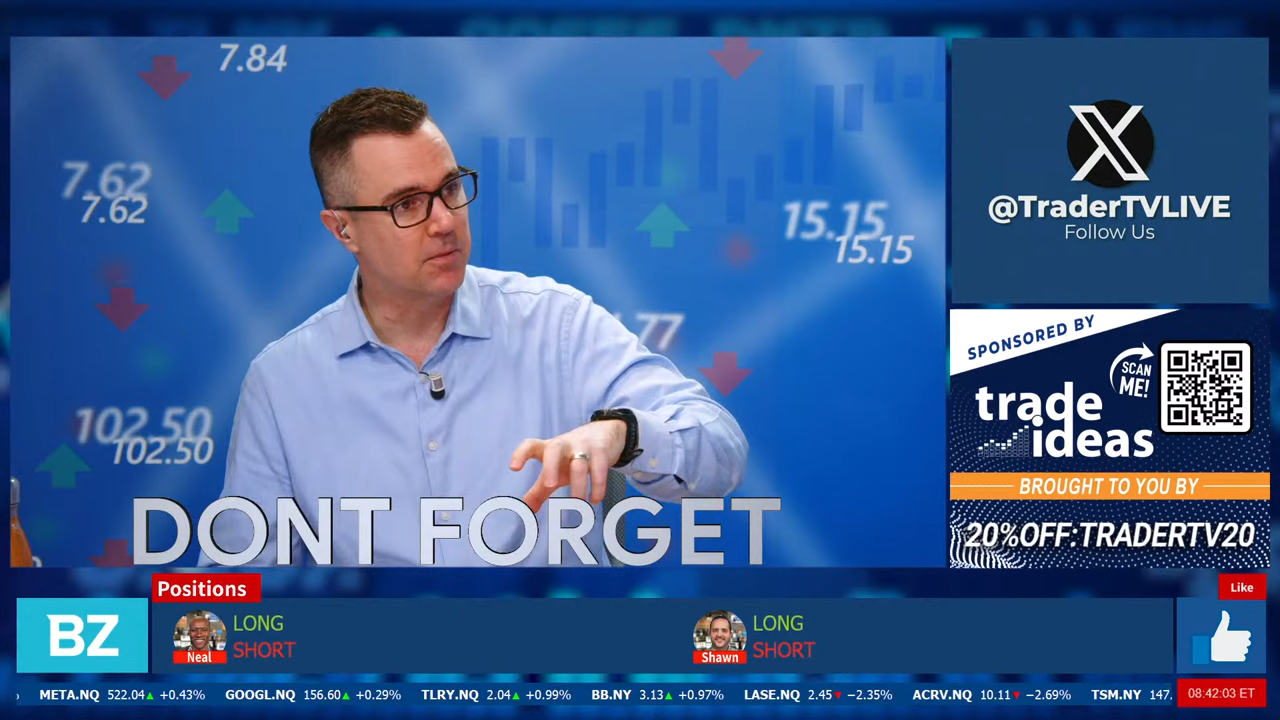 7.84
7.62
7.62
15.15
15.15
.77
102.50
102.50
DONT FORGET
@TraderTVLIVE
Follow Us
SPONSORED BY
SCAN
ME!
trade
ideas
BROUGHT TO YOU BY
20%OFF:TRADERTV20
Positions
Like
BZ
Neal
LONG
SHORT
Shawn
LONG
SHORT
META.NQ 522.04 +0.43% GOOGL.NQ 156.60 +0.29% TLRY.NQ 2.04 +0.99% BB.NY 3.13 +0.97% LASE.NQ 2.45 −2.35% ACRV.NQ 10.11 −2.69% TSM.NY 147.
08:42:03 ET